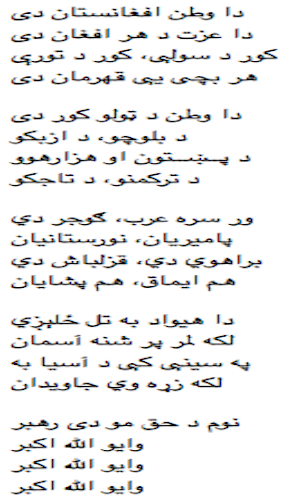 دا وطن افغانستان دی
دا عزت د هر افغان دی
کور د سولې، کور د تورې
هر بچی یې قهرمان دی
دا وطن د ټولو کور دی
د بلوڅو، د ازبکو
د پــښــتون او هزارهوو
د ترکمنو، د تاجکو
ور سره عرب، ګوجر دي
پامیریان، نورستانیان
براهوي دي، قزلباش دي
هم ایماق، هم پشایان
دا هیواد به تل ځلیږي
لکه لمر پر شنه آسمان
په سینې کې د آسیا به
لکه زړه وي جاویدان
نوم د حق مو دی رهبر
وایو الله اکبر
وایو الله اکبر
وایو الله اکبر